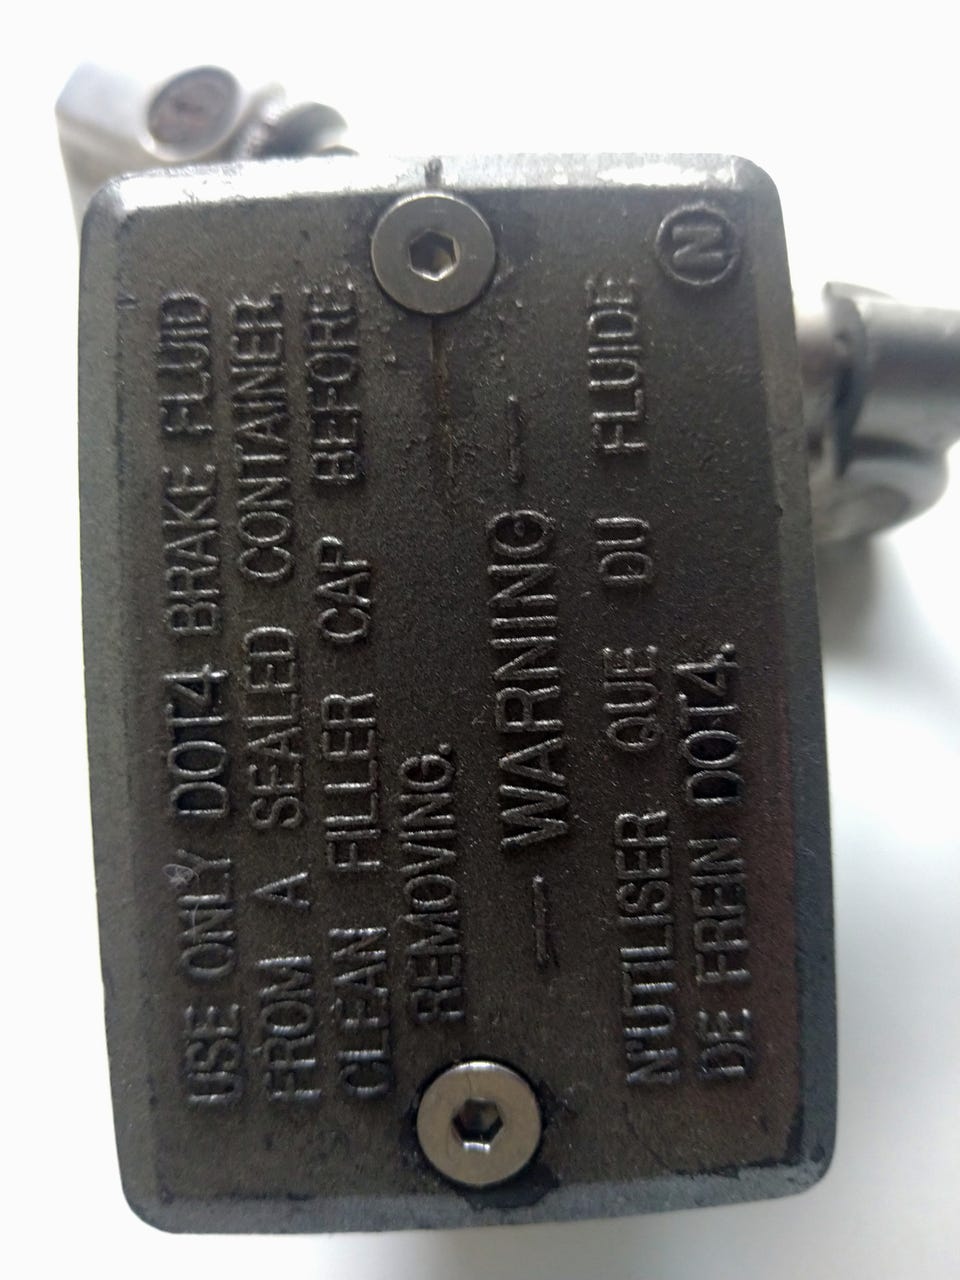 USE ONLY DOT4 BRAKE FLUID
FROM A SEALED CONTAINER.
CLEAN FILLER CAP BEFORE
REMOVING.
— WARNING —
N'UTILISER QUE DU FLUIDE
DE FREIN DOT4.
N